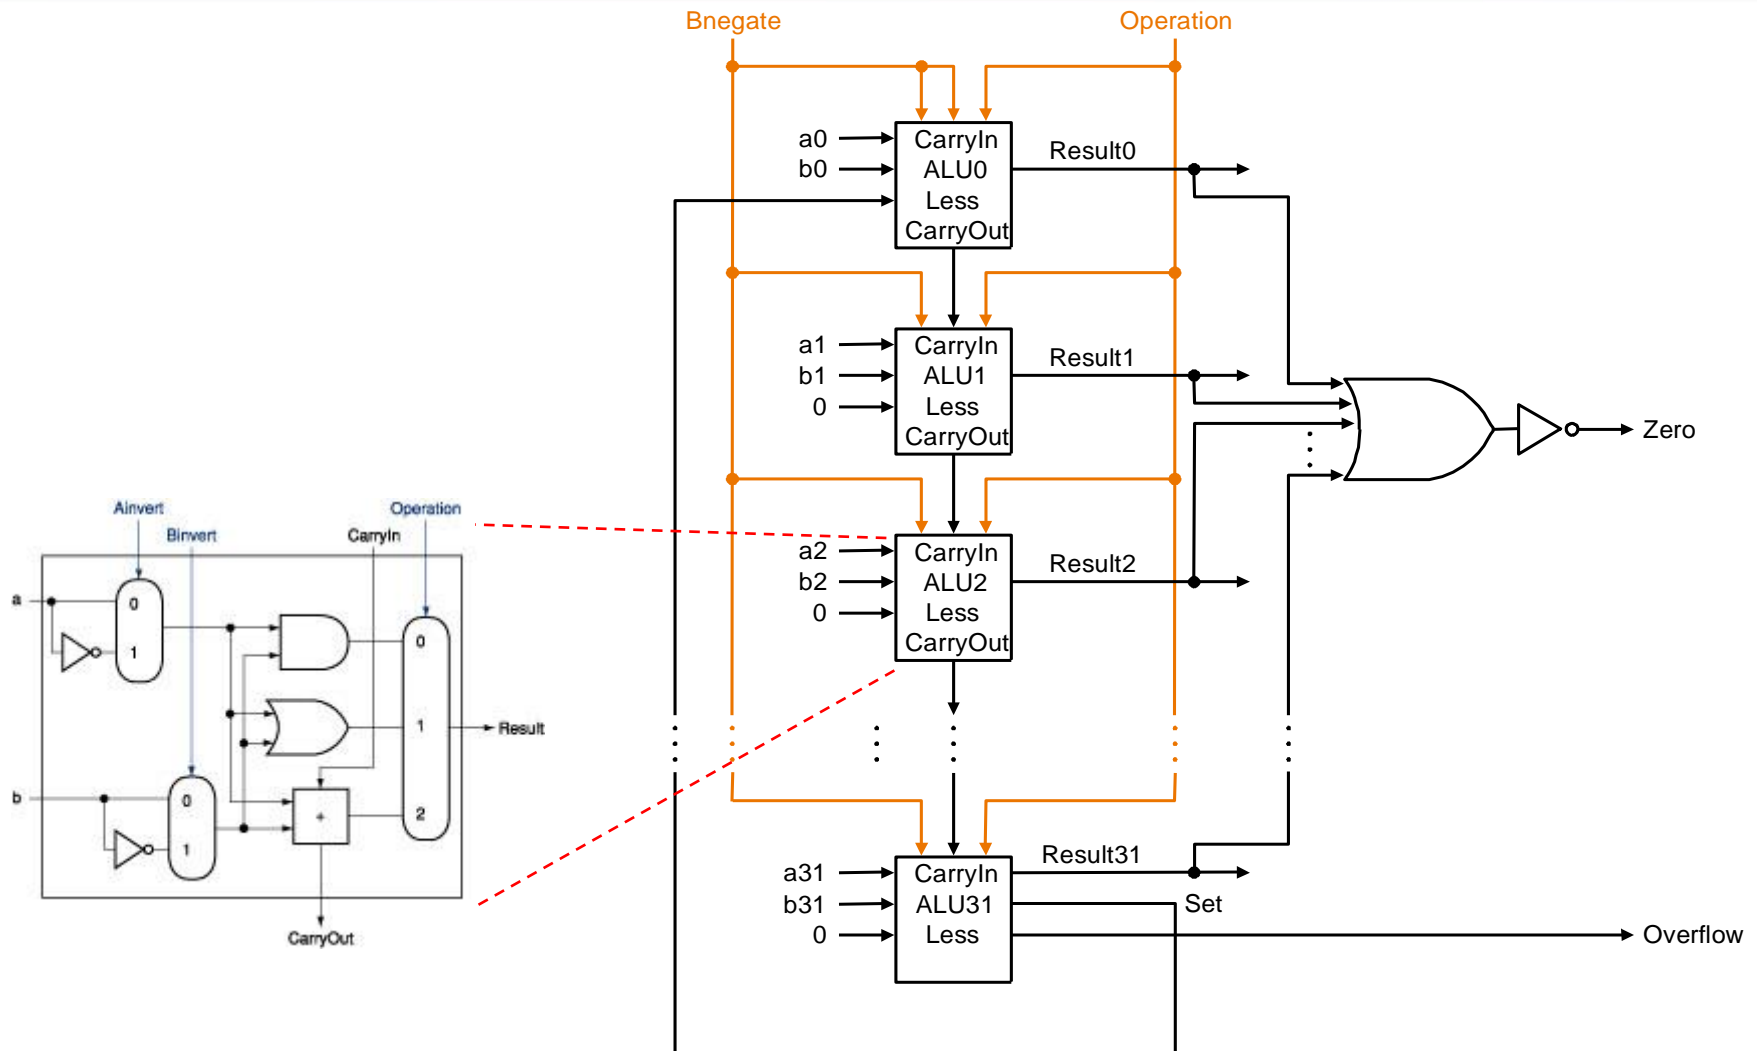 Bnegate
Operation
a0
b0
CarryIn
ALU0
Less
CarryOut
Result0
a1
b1
0
CarryIn
ALU1
Less
CarryOut
Result1
Zero
a2
b2
0
CarryIn
ALU2
Less
CarryOut
Result2
a31
b31
0
CarryIn
ALU31
Less
Result31
Set
Overflow
Ainvert
Binvert
CarryIn
Operation
a
0
1
b
0
1
+
0
1
2
Result
CarryOut